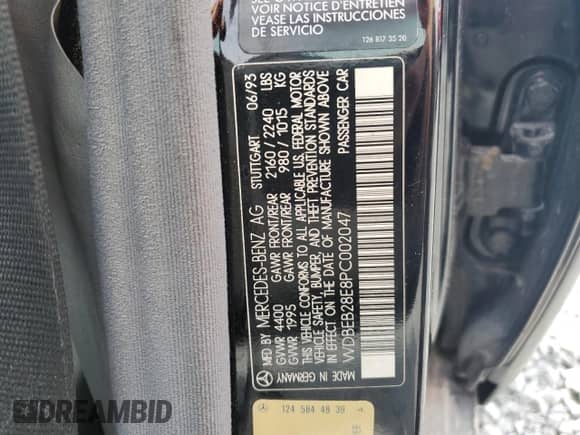 VOIR NOTICE D'ENTRETIEN
VEASE LAS INSTRUCCIONES
DE SERVICIO
126 817 35 20
MFD BY MERCEDES-BENZ AG STUTTGART 06/93
GVWR 4400 GAWR FRONT/REAR 2160/2240 LBS
GVWR 1995 GAWR FRONT/REAR 980/1015 KG
THIS VEHICLE CONFORMS TO ALL APPLICABLE U.S. FEDERAL MOTOR
VEHICLE SAFETY, BUMPER, AND THEFT PREVENTION STANDARDS
IN EFFECT ON THE DATE OF MANUFACTURE SHOWN ABOVE
MADE IN GERMANY PASSENGER CAR
WDBEB28E8PC002047
124 584 48 39
DREAMBID